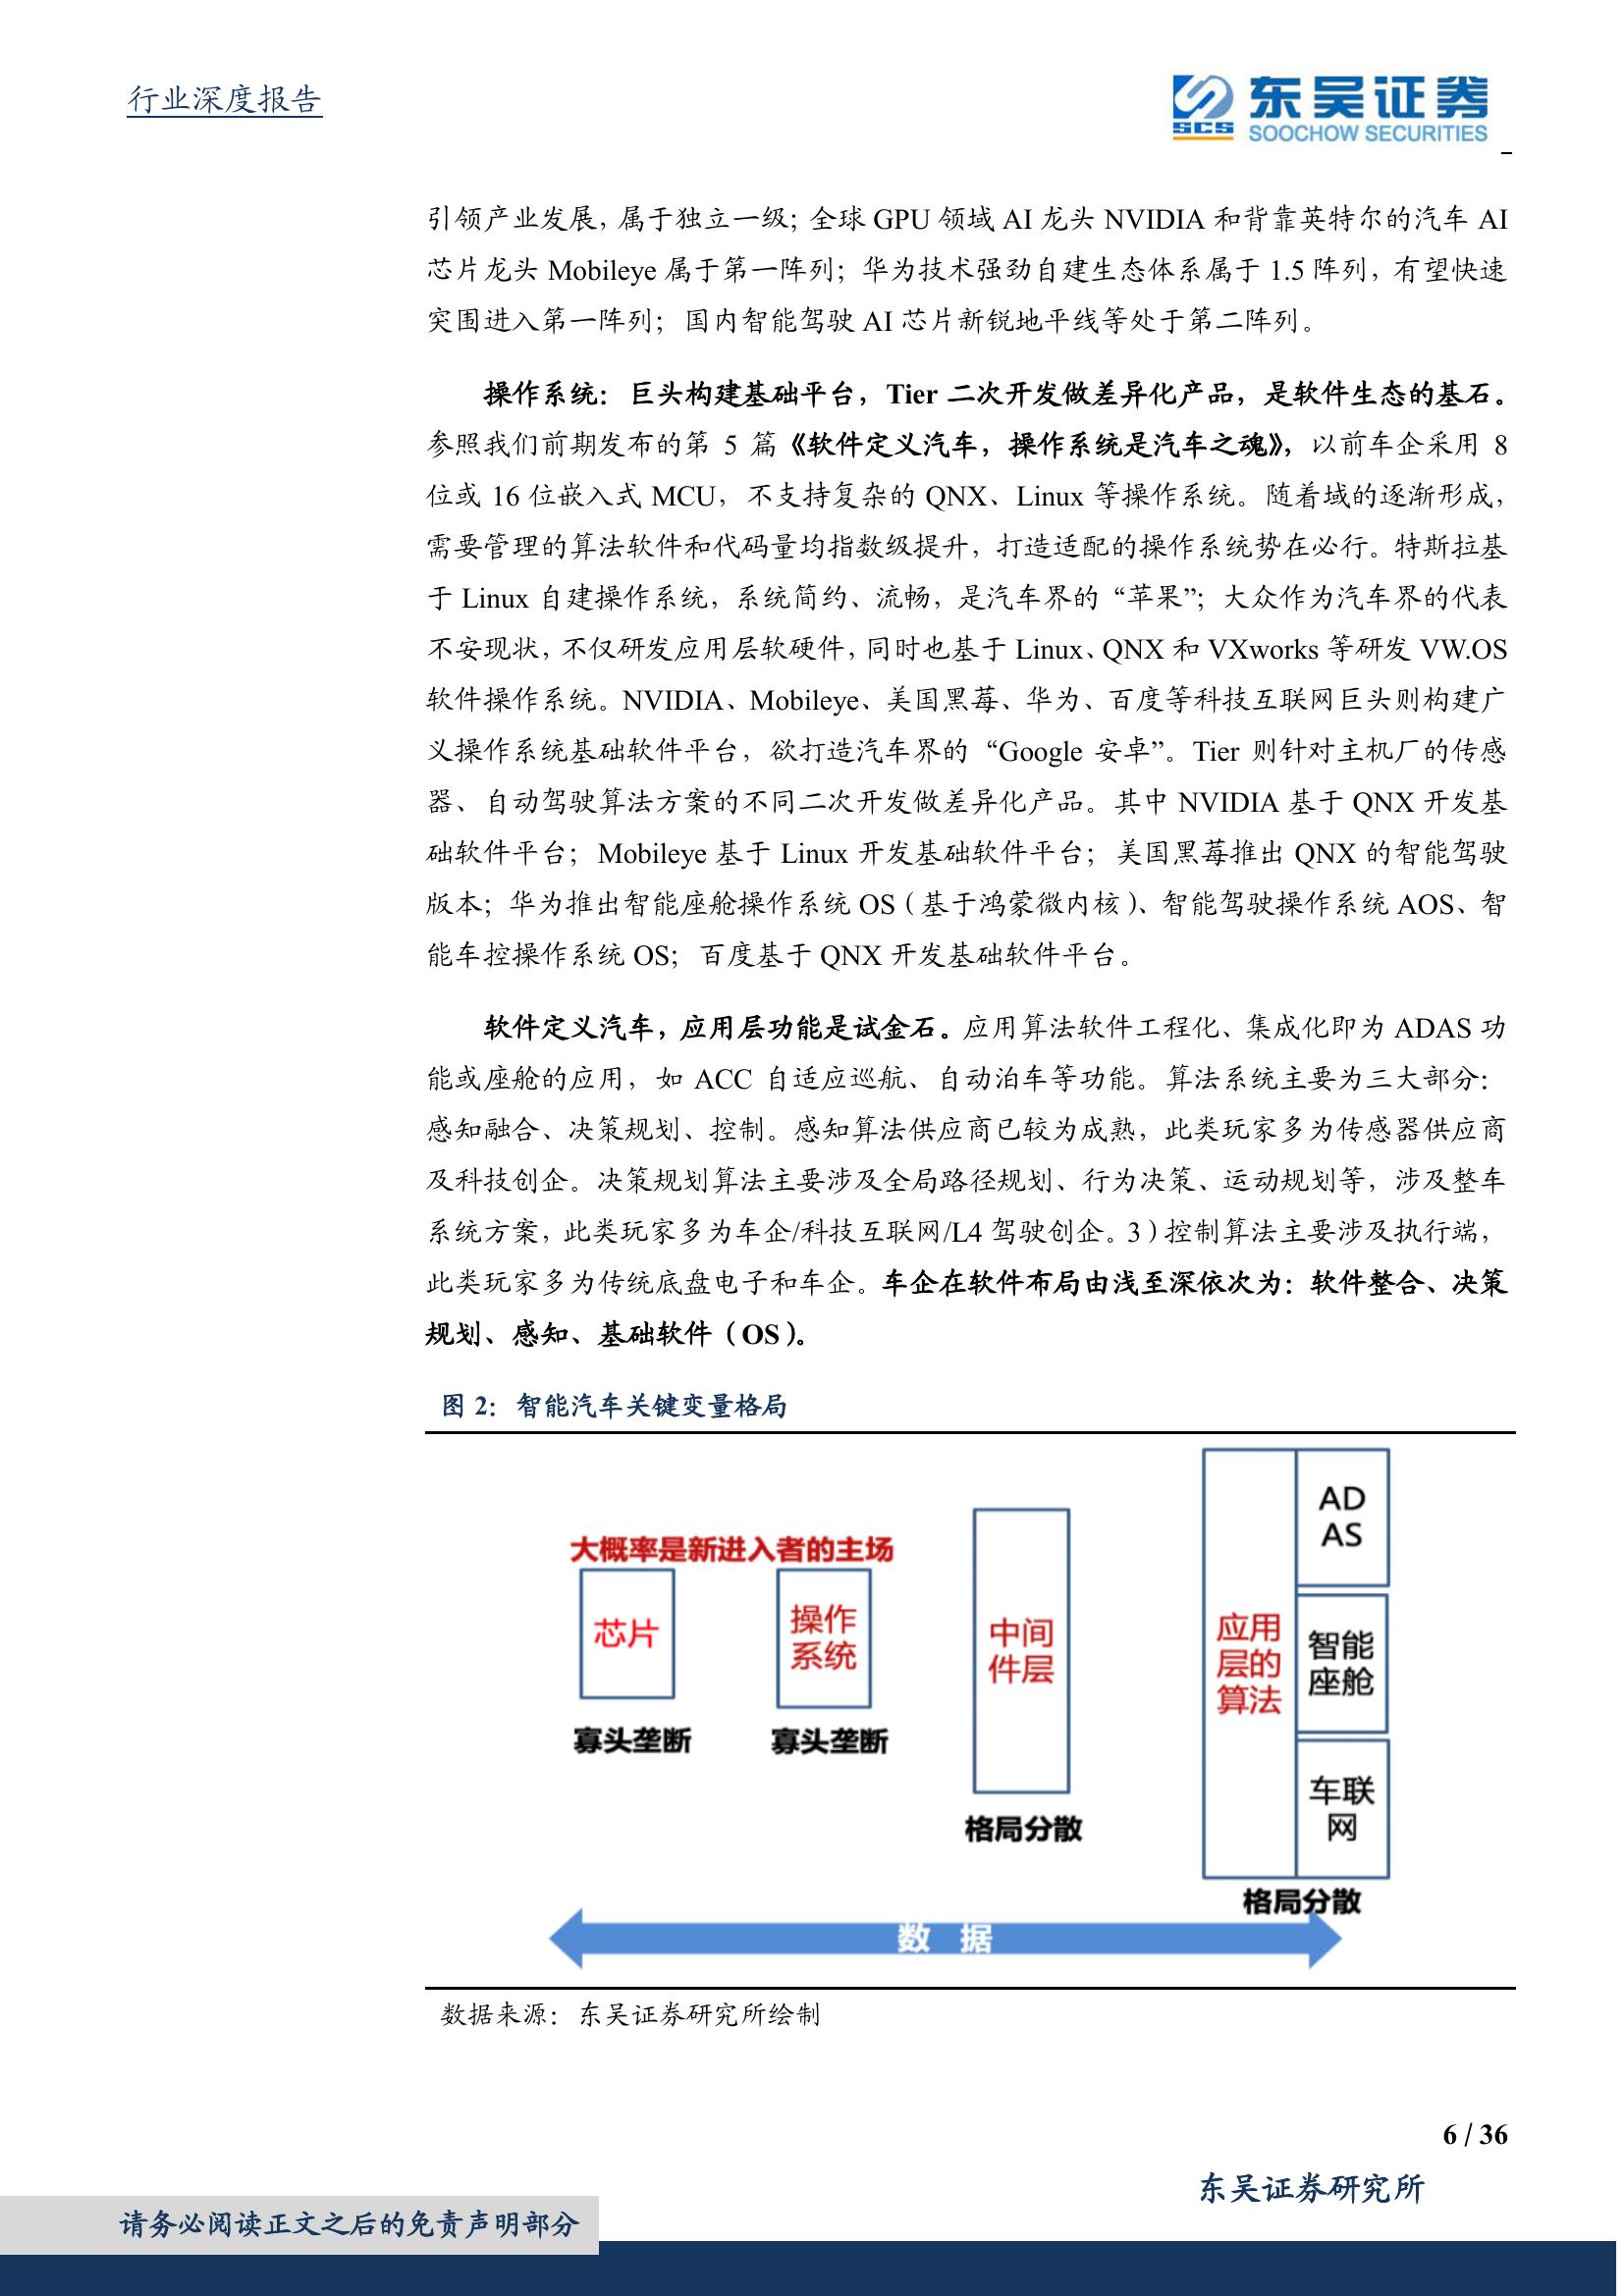 行业深度报告
SCS
东吴证券
SOOCHOW SECURITIES
引领产业发展，属于独立一级；全球 GPU 领域 AI 龙头 NVIDIA 和背靠英特尔的汽车 AI
芯片龙头 Mobileye 属于第一阵列；华为技术强劲自建生态体系属于 1.5 阵列，有望快速
突围进入第一阵列；国内智能驾驶 AI 芯片新锐地平线等处于第二阵列。
操作系统：巨头构建基础平台，Tier 二次开发做差异化产品，是软件生态的基石。
参照我们前期发布的第 5 篇《软件定义汽车，操作系统是汽车之魂》，以前车企采用 8
位或 16 位嵌入式 MCU，不支持复杂的 QNX、Linux 等操作系统。随着域的逐渐形成，
需要管理的算法软件和代码量均指数级提升，打造适配的操作系统势在必行。特斯拉基
于 Linux 自建操作系统，系统简约、流畅，是汽车界的“苹果”；大众作为汽车界的代表
不安现状，不仅研发应用层软硬件，同时也基于 Linux、QNX 和 VXworks 等研发 VW.OS
软件操作系统。NVIDIA、Mobileye、美国黑莓、华为、百度等科技互联网巨头则构建广
义操作系统基础软件平台，欲打造汽车界的“Google 安卓”。Tier 则针对主机厂的传感
器、自动驾驶算法方案的不同二次开发做差异化产品。其中 NVIDIA 基于 QNX 开发基
础软件平台；Mobileye 基于 Linux 开发基础软件平台；美国黑莓推出 QNX 的智能驾驶
版本；华为推出智能座舱操作系统 OS（基于鸿蒙微内核）、智能驾驶操作系统 AOS、智
能车控操作系统 OS；百度基于 QNX 开发基础软件平台。
软件定义汽车，应用层功能是试金石。应用算法软件工程化、集成化即为 ADAS 功
能或座舱的应用，如 ACC 自适应巡航、自动泊车等功能。算法系统主要为三大部分：
感知融合、决策规划、控制。感知算法供应商已较为成熟，此类玩家多为传感器供应商
及科技创企。决策规划算法主要涉及全局路径规划、行为决策、运动规划等，涉及整车
系统方案，此类玩家多为车企/科技互联网/L4 驾驶创企。3）控制算法主要涉及执行端，
此类玩家多为传统底盘电子和车企。车企在软件布局由浅至深依次为：软件整合、决策
规划、感知、基础软件（OS）。
图 2：智能汽车关键变量格局
大概率是新进入者的主场
芯片
寡头垄断
操作
系统
寡头垄断
中间
件层
格局分散
应用
层的
算法
AD
AS
智能
座舱
车联
网
格局分散
数 据
数据来源：东吴证券研究所绘制
6 / 36
东吴证券研究所
请务必阅读正文之后的免责声明部分